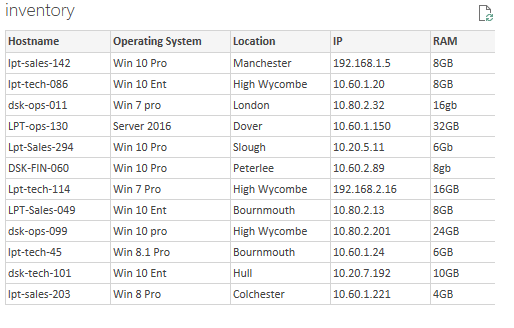 inventory
Hostname Operating System Location IP RAM
lpt-sales-142 Win 10 Pro Manchester 192.168.1.5 8GB
lpt-tech-086 Win 10 Ent High Wycombe 10.60.1.20 8GB
dsk-ops-011 Win 7 pro London 10.80.2.32 16gb
LPT-ops-130 Server 2016 Dover 10.60.1.150 32GB
Lpt-Sales-294 Win 10 Pro Slough 10.20.5.11 6Gb
DSK-FIN-060 Win 10 Pro Peterlee 10.60.2.89 8gb
Lpt-tech-114 Win 7 Pro High Wycombe 192.168.2.16 16GB
LPT-Sales-049 Win 10 Ent Bournmouth 10.80.2.13 8GB
dsk-ops-099 Win 10 pro High Wycombe 10.80.2.201 24GB
lpt-tech-45 Win 8.1 Pro Bournmouth 10.60.1.24 6GB
dsk-tech-101 Win 10 Ent Hull 10.20.7.192 10GB
lpt-sales-203 Win 8 Pro Colchester 10.60.1.221 4GB